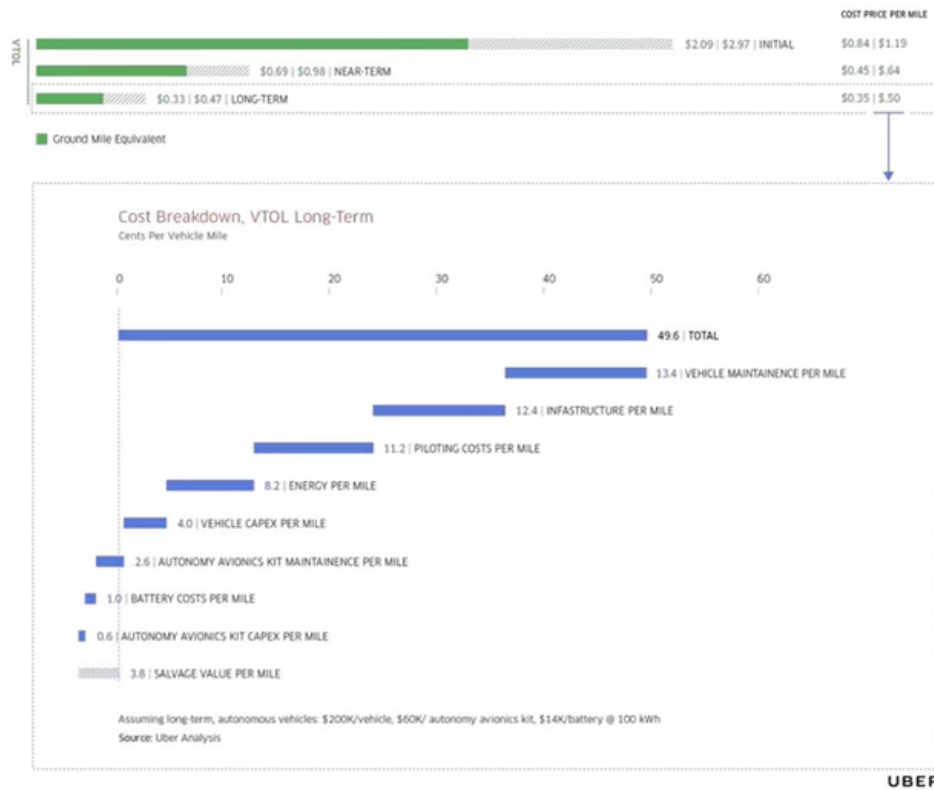 COST PRICE PER MILE
VTOL
$2.09 | $2.97 | INITIAL $0.84 | $1.19
$0.69 | $0.98 | NEAR-TERM $0.45 | $.64
$0.33 | $0.47 | LONG-TERM $0.35 | $.50
Ground Mile Equivalent
Cost Breakdown, VTOL Long-Term
Cents Per Vehicle Mile
0 10 20 30 40 50 60
49.6 | TOTAL
13.4 | VEHICLE MAINTAINENCE PER MILE
12.4 | INFASTRUCTURE PER MILE
11.2 | PILOTING COSTS PER MILE
8.2 | ENERGY PER MILE
4.0 | VEHICLE CAPEX PER MILE
2.6 | AUTONOMY AVIONICS KIT MAINTAINENCE PER MILE
1.0 | BATTERY COSTS PER MILE
0.6 | AUTONOMY AVIONICS KIT CAPEX PER MILE
3.8 | SALVAGE VALUE PER MILE
Assuming long-term, autonomous vehicles: $200K/vehicle, $60K/ autonomy avionics kit, $14K/battery @ 100 kWh
Source: Uber Analysis
UBER